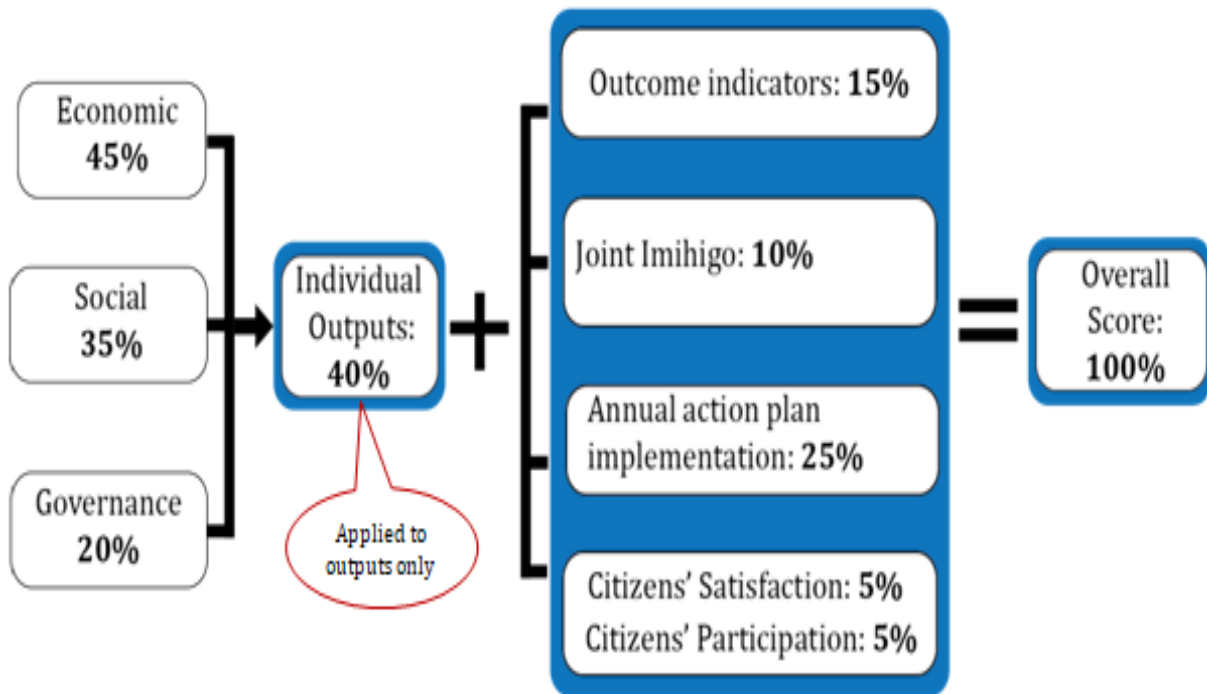 Economic
45%
Social
35%
Governance
20%
Individual
Outputs:
40%
Applied to
outputs only
Outcome indicators: 15%
Joint Imihigo: 10%
Annual action plan
implementation: 25%
Citizens’ Satisfaction: 5%
Citizens’ Participation: 5%
Overall
Score:
100%